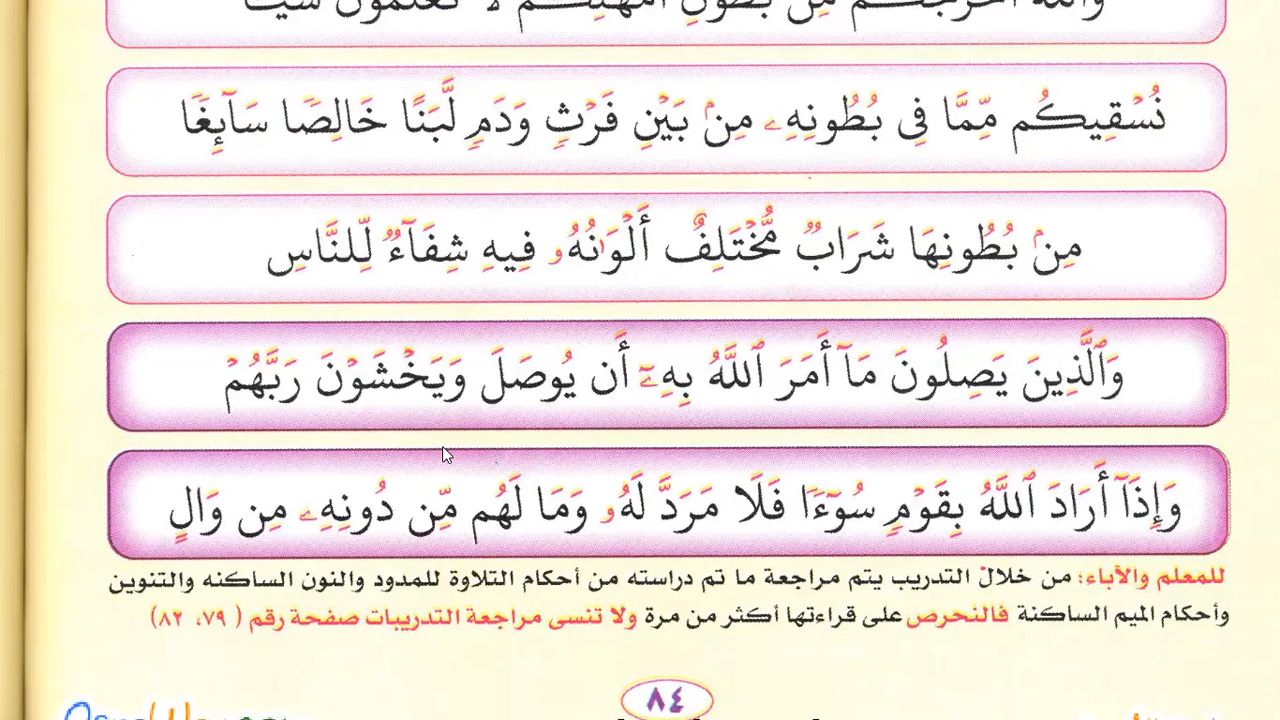 نُسْقِيكُم مِّمَّا فِى بُطُونِهِۦ مِنۢ بَيْنِ فَرْثٍ وَدَمٍ لَّبَنًا خَالِصًا سَآئِغًا
مِنۢ بُطُونِهَا شَرَابٌ مُّخْتَلِفٌ أَلْوَٰنُهُۥ فِيهِ شِفَآءٌ لِّلنَّاسِ
وَٱلَّذِينَ يَصِلُونَ مَآ أَمَرَ ٱللَّهُ بِهِۦٓ أَن يُوصَلَ وَيَخْشَوْنَ رَبَّهُمْ
وَإِذَآ أَرَادَ ٱللَّهُ بِقَوْمٍ سُوٓءًا فَلَا مَرَدَّ لَهُۥ وَمَا لَهُم مِّن دُونِهِۦ مِن وَالٍ
للمعلم والآباء: من خلال التدريب يتم مراجعة ما تم دراسته من أحكام التلاوة للمدود والنون الساكنه والتنوين
وأحكام الميم الساكنة فالنحرص على قراءتها أكثر من مرة ولا تنسى مراجعة التدريبات صفحة رقم ( ٧٩، ٨٢)
٨٤